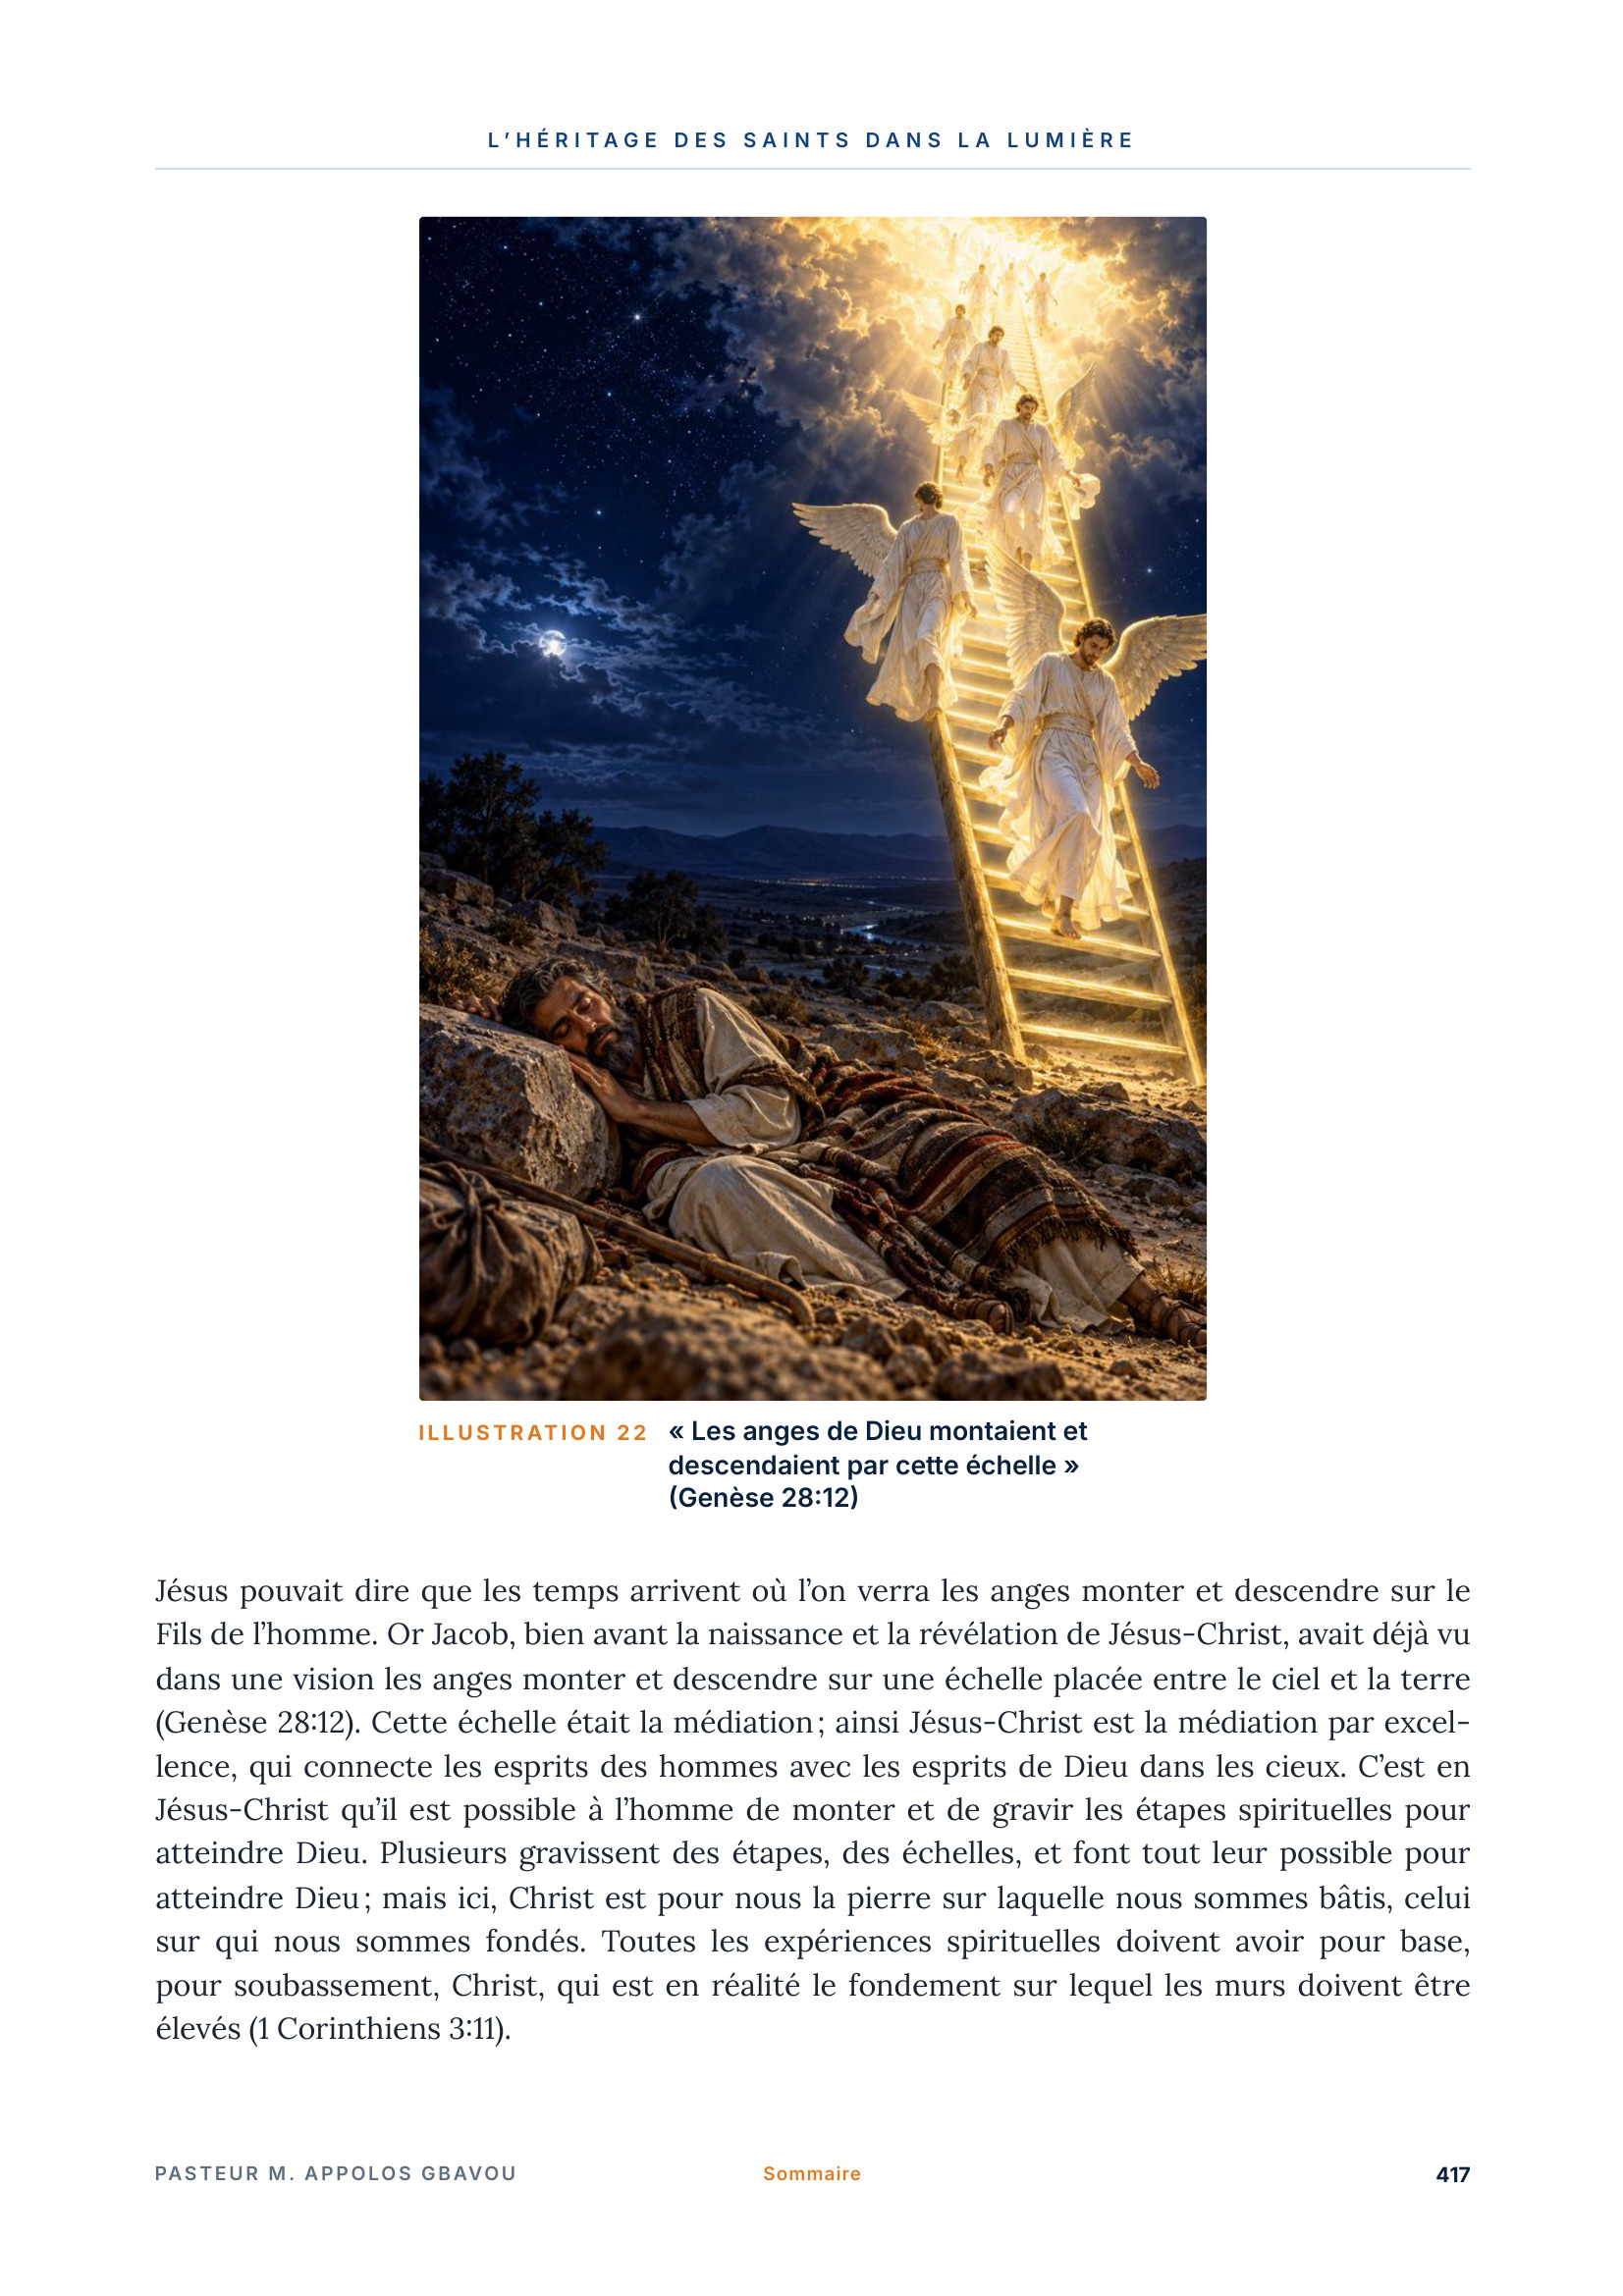 L’HÉRITAGE DES SAINTS DANS LA LUMIÈRE
ILLUSTRATION 22 « Les anges de Dieu montaient et
descendaient par cette échelle »
(Genèse 28:12)
Jésus pouvait dire que les temps arrivent où l’on verra les anges monter et descendre sur le
Fils de l’homme. Or Jacob, bien avant la naissance et la révélation de Jésus-Christ, avait déjà vu
dans une vision les anges monter et descendre sur une échelle placée entre le ciel et la terre
(Genèse 28:12). Cette échelle était la médiation ; ainsi Jésus-Christ est la médiation par excel-
lence, qui connecte les esprits des hommes avec les esprits de Dieu dans les cieux. C’est en
Jésus-Christ qu’il est possible à l’homme de monter et de gravir les étapes spirituelles pour
atteindre Dieu. Plusieurs gravissent des étapes, des échelles, et font tout leur possible pour
atteindre Dieu ; mais ici, Christ est pour nous la pierre sur laquelle nous sommes bâtis, celui
sur qui nous sommes fondés. Toutes les expériences spirituelles doivent avoir pour base,
pour soubassement, Christ, qui est en réalité le fondement sur lequel les murs doivent être
élevés (1 Corinthiens 3:11).
PASTEUR M. APPOLOS GBAVOU Sommaire 417